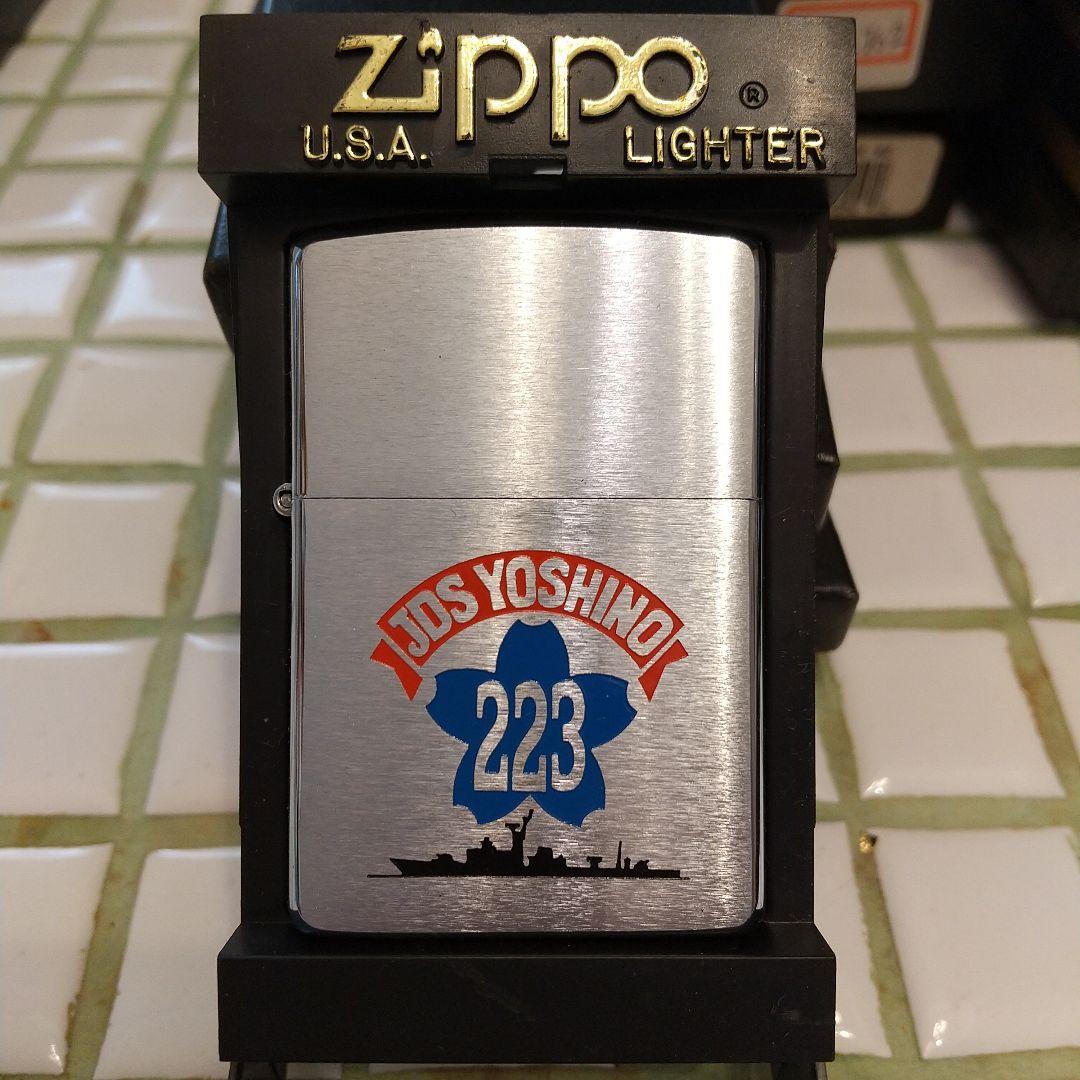 zippo ®
U.S.A. LIGHTER
JDS YOSHINO
223